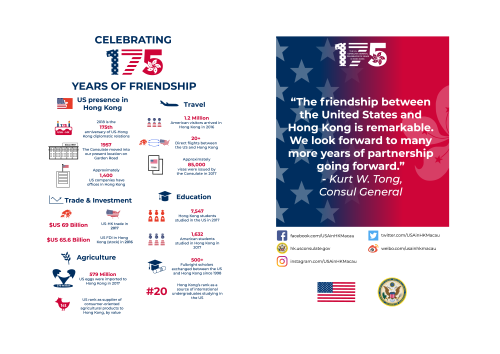 CELEBRATING
175
YEARS OF FRIENDSHIP
US presence in
Hong Kong
2018 is the
175th
anniversary of US-Hong
Kong diplomatic relations
1957
The Consulate moved into
our present location on
Garden Road
Approximately
1,400
US companies have
offices in Hong Kong
Travel
1.2 Million
American visitors arrived in
Hong Kong in 2016
20+
Direct flights between
the US and Hong Kong
Approximately
85,000
visas were issued by
the Consulate in 2017
Trade & Investment
$US 69 Billion
US-HK trade in
2017
$US 65.6 Billion
US FDI in Hong
Kong (stock) in 2016
Agriculture
679 Million
US eggs were imported to
Hong Kong in 2017
#3
US rank as supplier of
consumer-oriented
agricultural products to
Hong Kong, by value
Education
7,547
Hong Kong students
studied in the US in 2017
1,632
American students
studied in Hong Kong in
2017
500+
Fulbright scholars
exchanged between the US
and Hong Kong since 1988
#20
Hong Kong's rank as a
source of international
undergraduates studying in
the US
175
“The friendship between
the United States and
Hong Kong is remarkable.
We look forward to many
more years of partnership
going forward.”
- Kurt W. Tong,
Consul General
facebook.com/USAinHKMacau
twitter.com/USAinHKMacau
hk.usconsulate.gov
weibo.com/usainhkmacau
instagram.com/USAinHKMacau